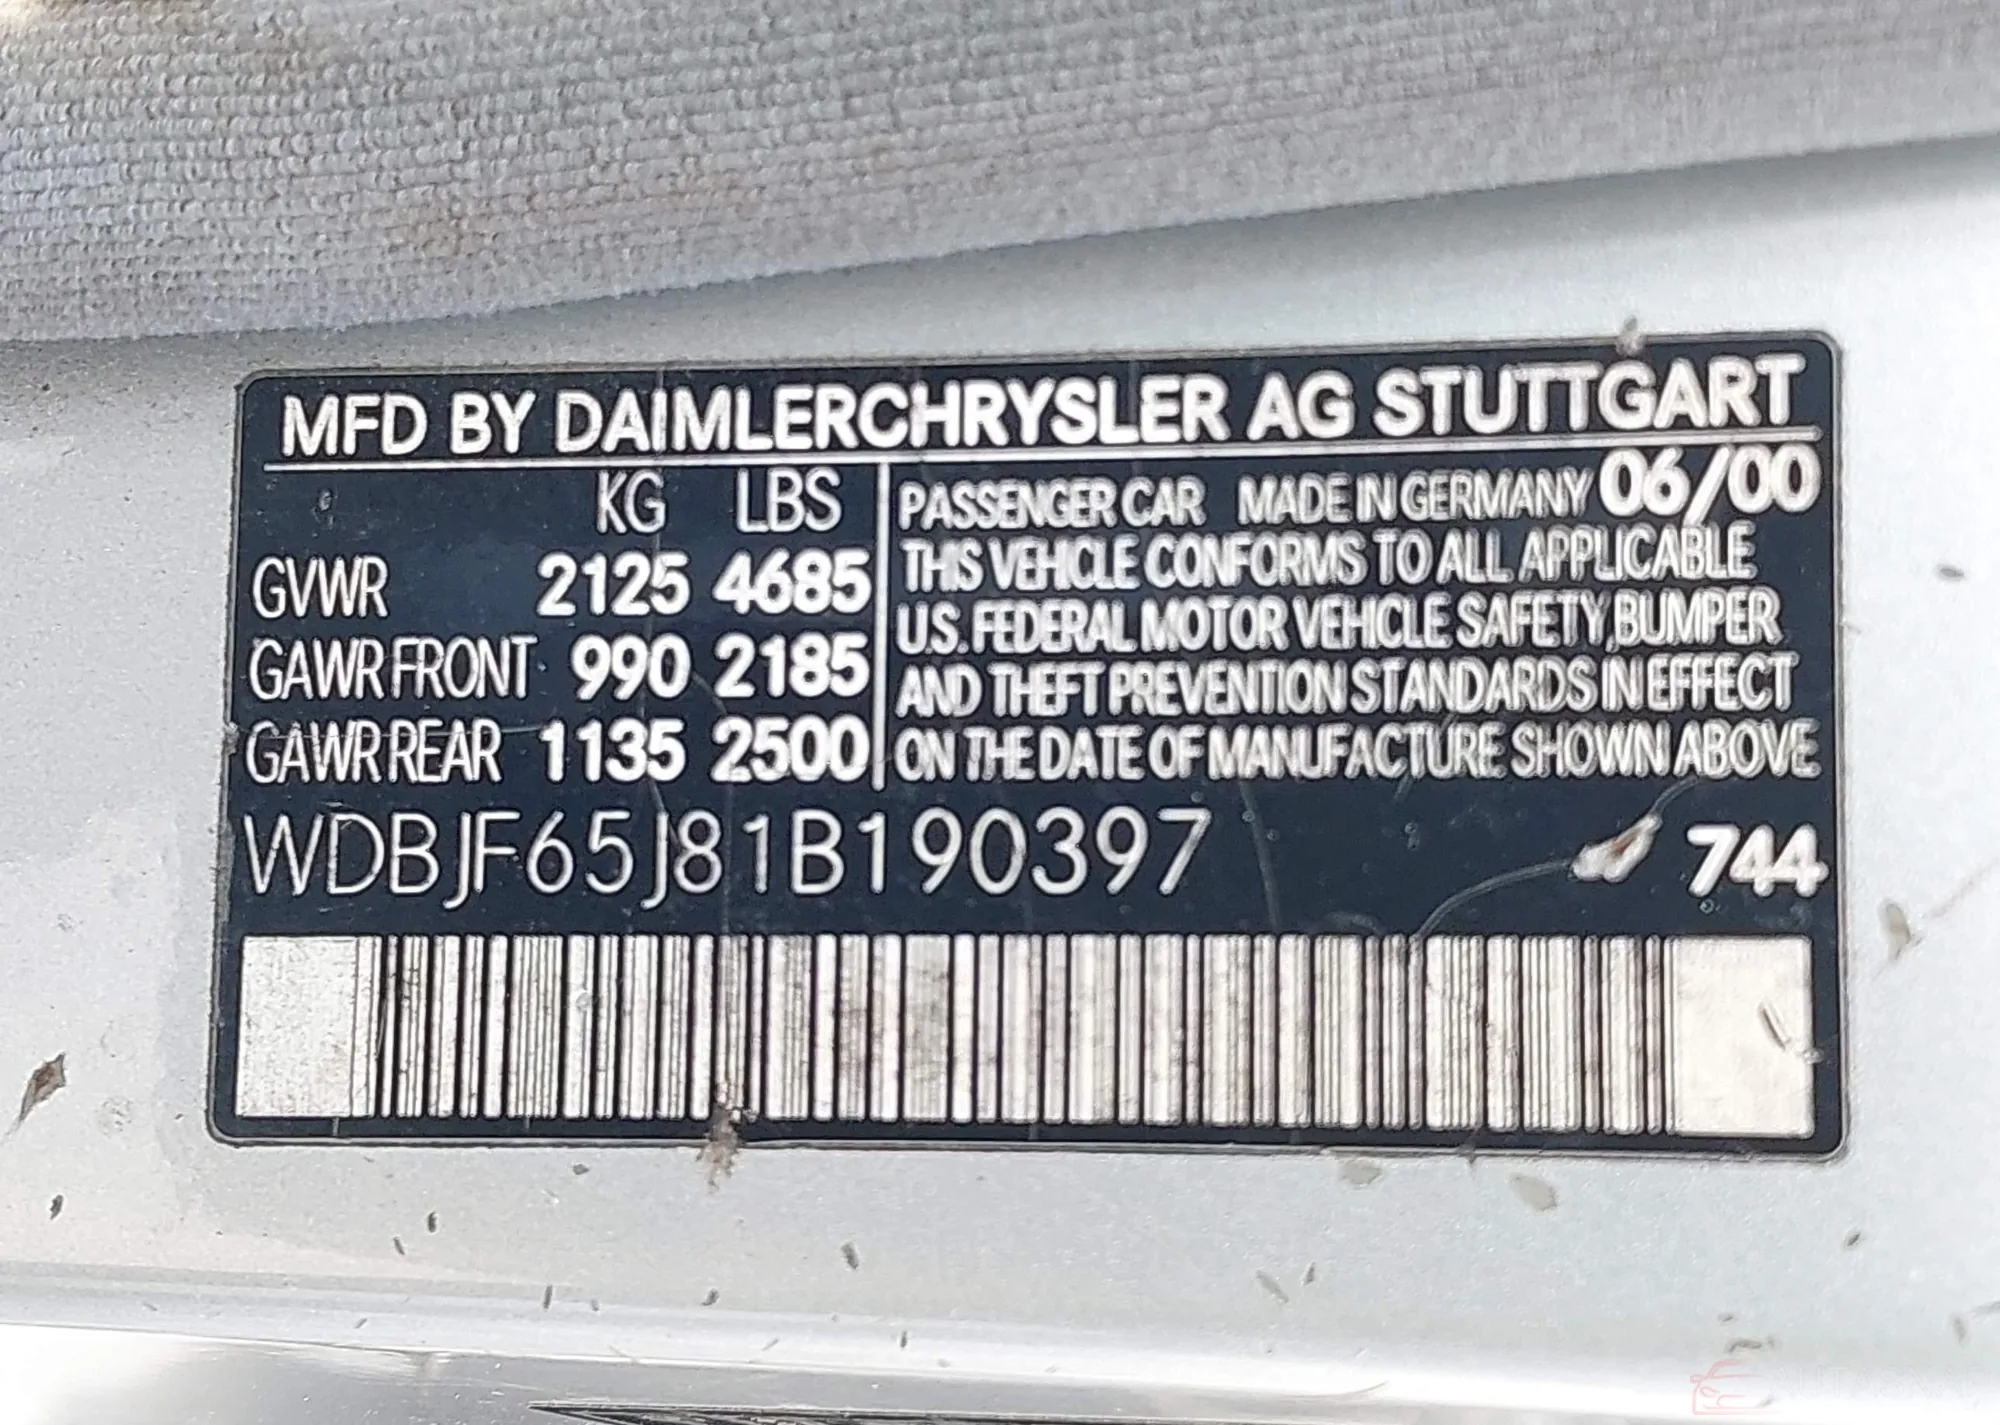 MFD BY DAIMLERCHRYSLER AG STUTTGART
KG LBS
GVWR 2125 4685
GAWR FRONT 990 2185
GAWR REAR 1135 2500
PASSENGER CAR MADE IN GERMANY 06/00
THIS VEHICLE CONFORMS TO ALL APPLICABLE
U.S. FEDERAL MOTOR VEHICLE SAFETY, BUMPER
AND THEFT PREVENTION STANDARDS IN EFFECT
ON THE DATE OF MANUFACTURE SHOWN ABOVE
WDBJF65J81B190397 744